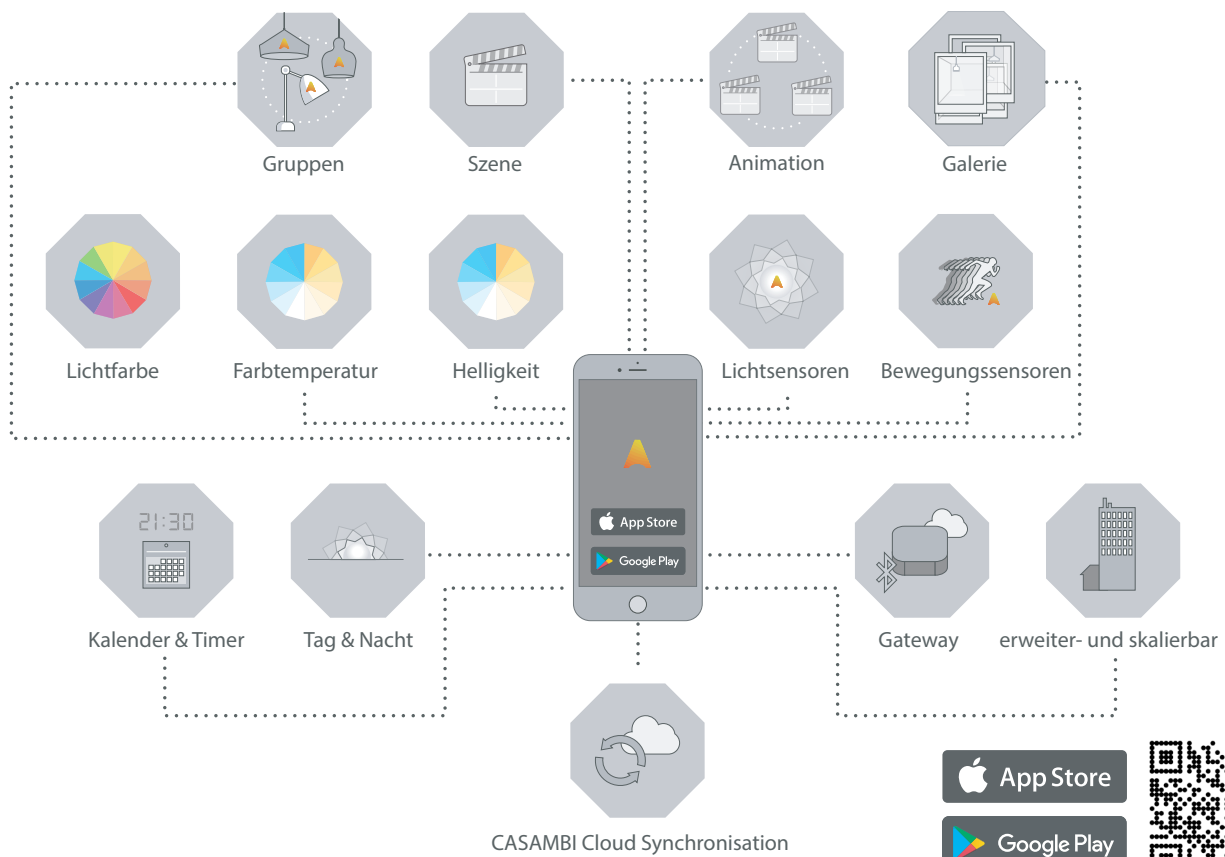 Gruppen
Szene
Animation
Galerie
Lichtfarbe
Farbtemperatur
Helligkeit
Lichtsensoren
Bewegungssensoren
21:30
App Store
Google Play
Kalender & Timer
Tag & Nacht
Gateway
erweiter- und skalierbar
App Store
Google Play
CASAMBI Cloud Synchronisation